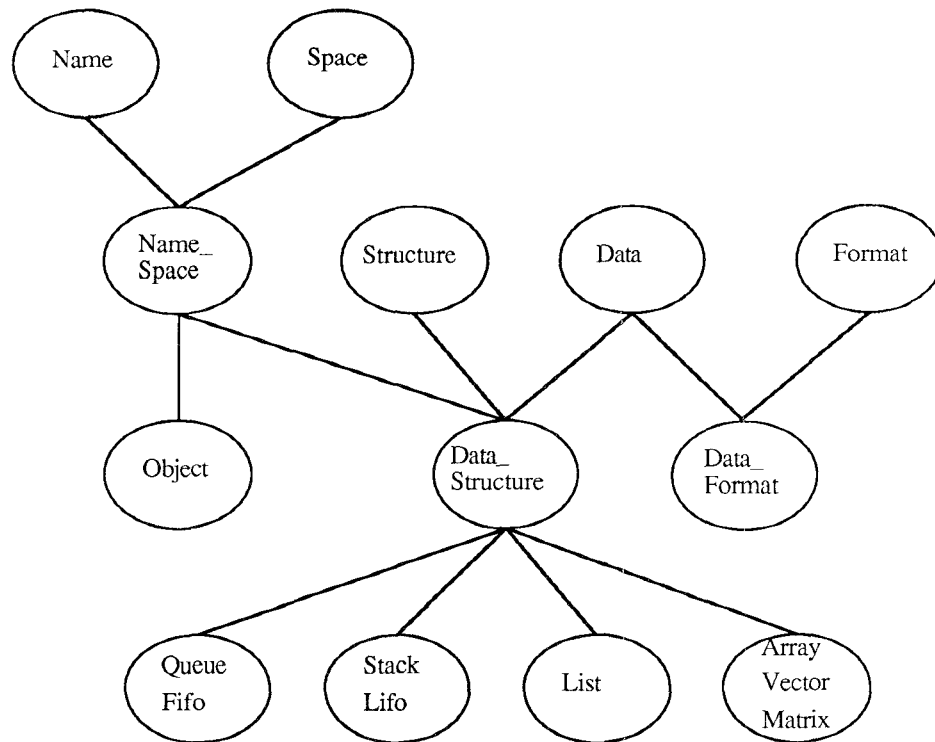 Name
Space
Name_
Space
Structure
Data
Format
Object
Data_
Structure
Data_
Format
Queue
Fifo
Stack
Lifo
List
Array
Vector
Matrix